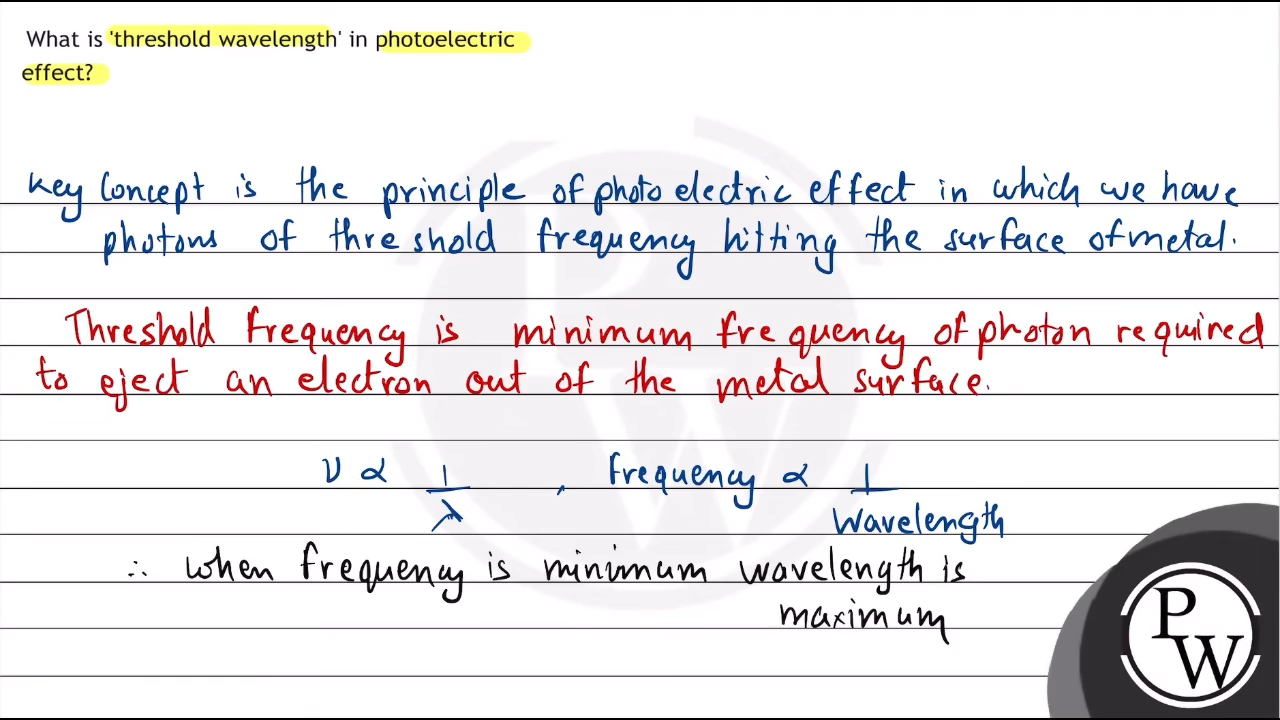 What is 'threshold wavelength' in photoelectric
effect?
Key Concept is the principle of photo electric effect in which we have
photons of threshold frequency hitting the surface of metal.
Threshold frequency is minimum frequency of photon required
to eject an electron out of the metal surface.
ν ∝ 1/λ , frequency ∝ 1/Wavelength
∴ when frequency is minimum wavelength is
maximum
P
W
P
W